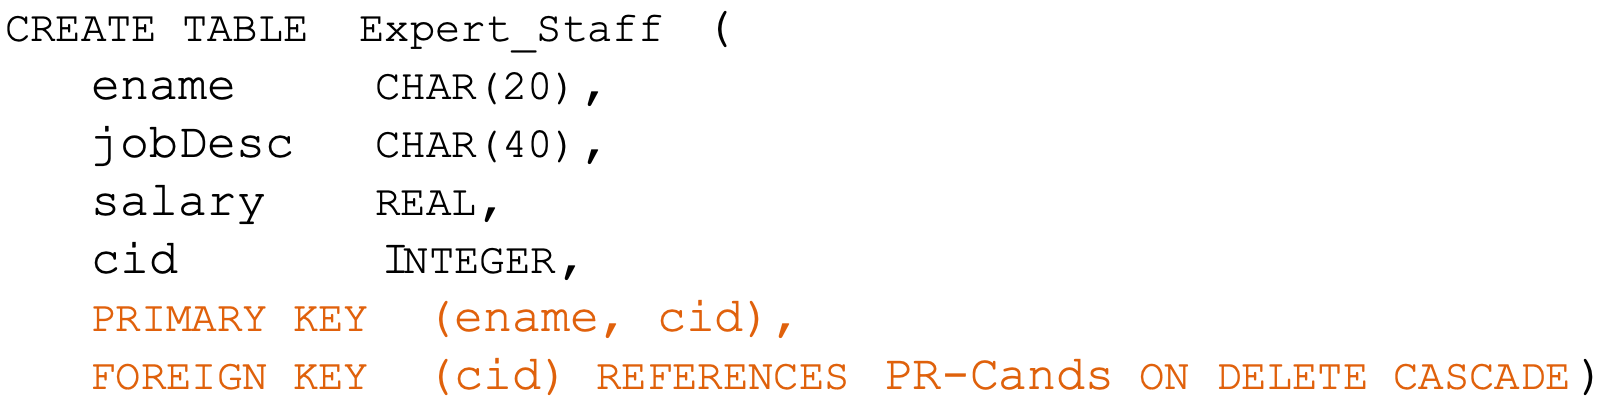 CREATE TABLE Expert_Staff (
ename CHAR(20),
jobDesc CHAR(40),
salary REAL,
cid INTEGER,
PRIMARY KEY (ename, cid),
FOREIGN KEY (cid) REFERENCES PR-Cands ON DELETE CASCADE)